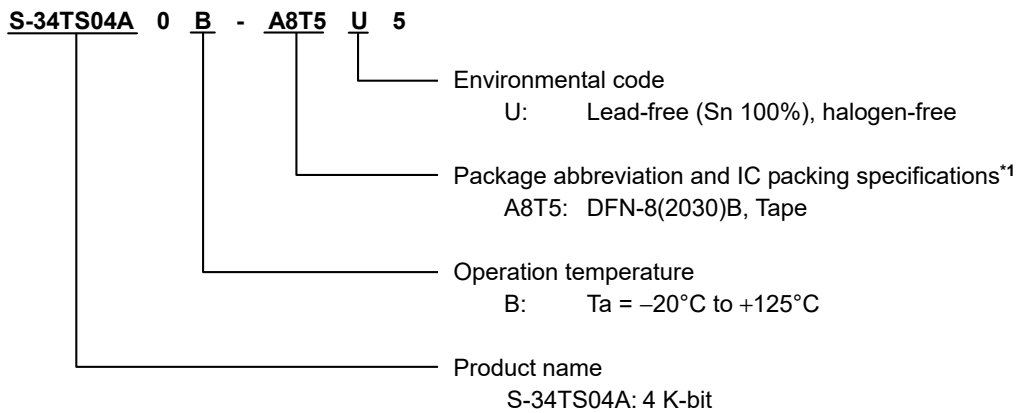 S-34TS04A 0 B - A8T5 U 5
Environmental code
U: Lead-free (Sn 100%), halogen-free
Package abbreviation and IC packing specifications*1
A8T5: DFN-8(2030)B, Tape
Operation temperature
B: Ta = −20°C to +125°C
Product name
S-34TS04A: 4 K-bit